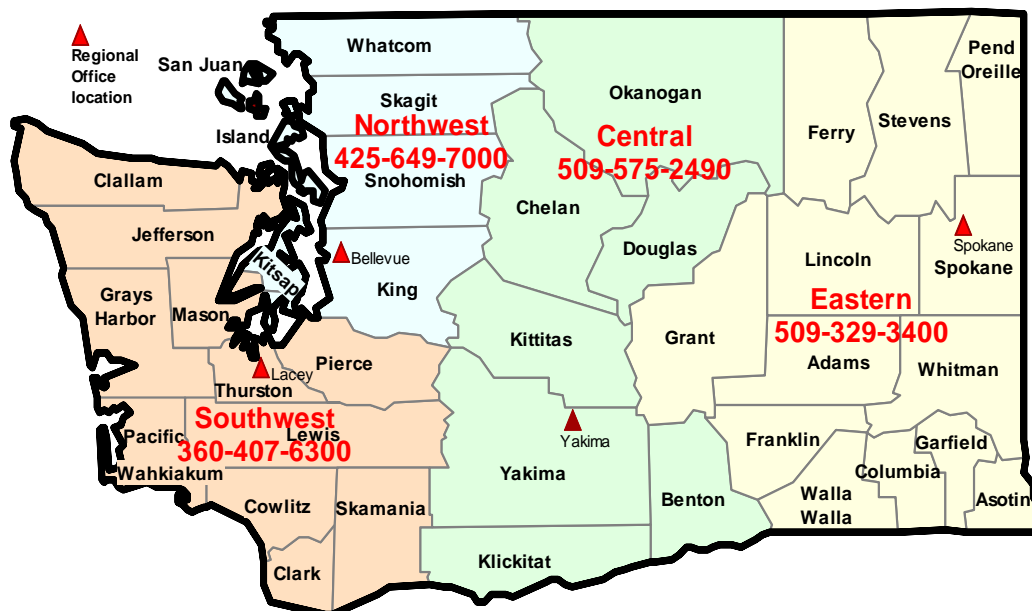 Regional
Office
location
San Juan
Island
Whatcom
Skagit
Northwest
425-649-7000
Snohomish
King
Bellevue
Kitsap
Okanogan
Central
509-575-2490
Chelan
Douglas
Kittitas
Yakima
Yakima
Benton
Klickitat
Pend
Oreille
Stevens
Ferry
Spokane
Spokane
Lincoln
Eastern
509-329-3400
Grant
Adams
Whitman
Franklin
Garfield
Columbia
Walla
Walla
Asotin
Clallam
Jefferson
Grays
Harbor
Mason
Pierce
Lacey
Thurston
Southwest
Lewis
360-407-6300
Pacific
Wahkiakum
Cowlitz
Skamania
Clark